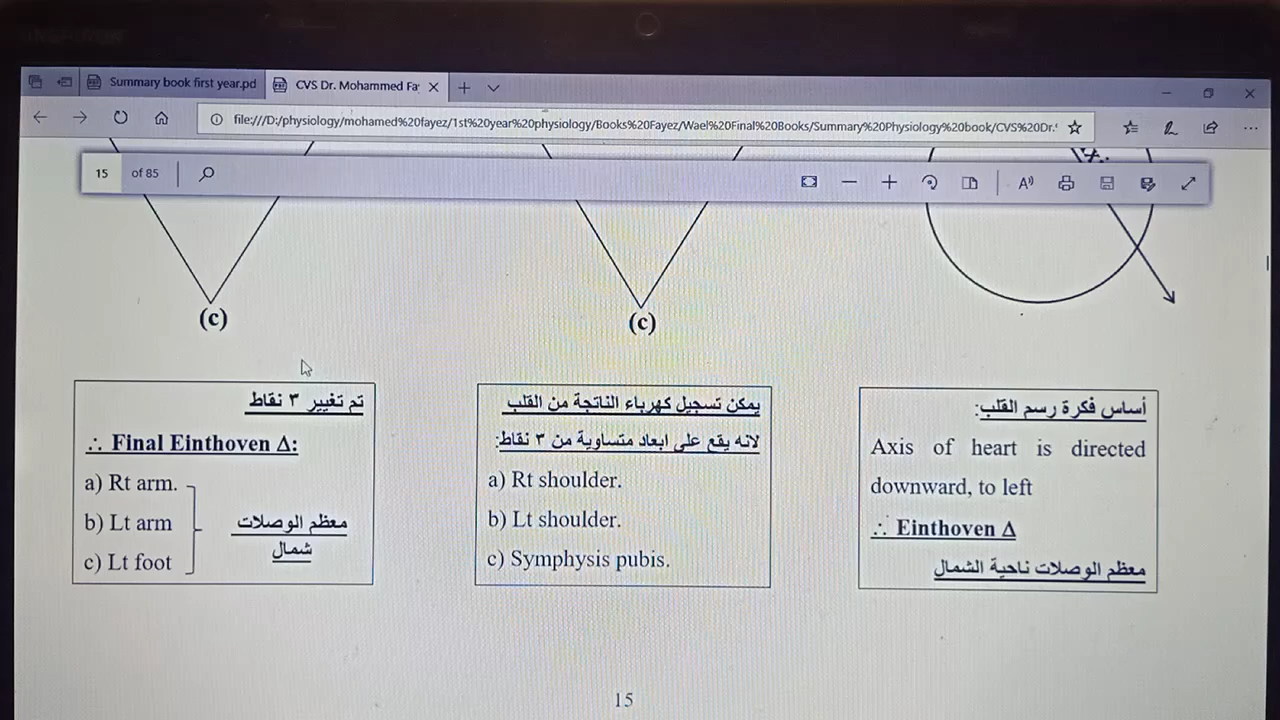 Summary book first year.pd
CVS Dr. Mohammed Fa
file:///D:/physiology/mohamed%20fayez/1st%20year%20physiology/Books%20Fayez/Wael%20Final%20Books/Summary%20Physiology%20book/CVS%20Dr.
15 of 85
(c)
(c)
تم تغيير ٣ نقاط
∴ Final Einthoven Δ:
a) Rt arm.
b) Lt arm
c) Lt foot
معظم الوصلات
شمال
يمكن تسجيل كهرباء الناتجة من القلب
لانه يقع على ابعاد متساوية من ٣ نقاط:
a) Rt shoulder.
b) Lt shoulder.
c) Symphysis pubis.
أساس فكرة رسم القلب:
Axis of heart is directed
downward, to left
∴ Einthoven Δ
معظم الوصلات ناحية الشمال
15